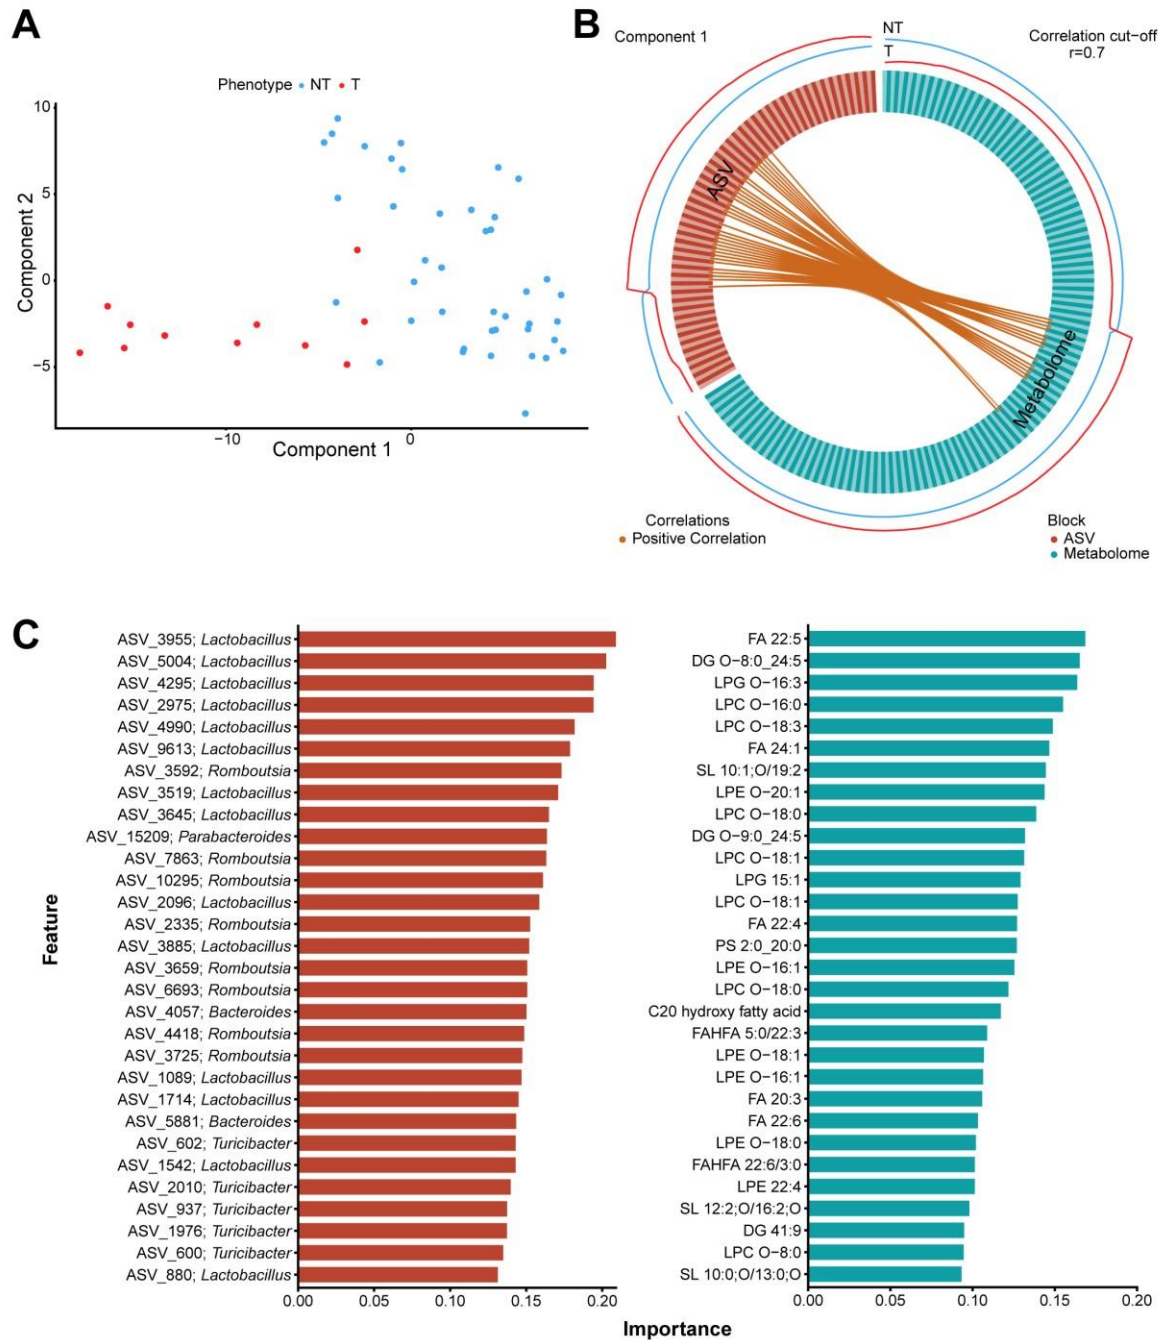 A
Phenotype NT T
10
5
0
−5
Component 2
−10
0
Component 1
B
Component 1
NT
T
Correlation cut−off
r=0.7
ASV
Metabolome
Correlations
Positive Correlation
Block
ASV
Metabolome
C
Feature
ASV_3955; Lactobacillus
ASV_5004; Lactobacillus
ASV_4295; Lactobacillus
ASV_2975; Lactobacillus
ASV_4990; Lactobacillus
ASV_9613; Lactobacillus
ASV_3592; Romboutsia
ASV_3519; Lactobacillus
ASV_3645; Lactobacillus
ASV_15209; Parabacteroides
ASV_7863; Romboutsia
ASV_10295; Romboutsia
ASV_2096; Lactobacillus
ASV_2335; Romboutsia
ASV_3885; Lactobacillus
ASV_3659; Romboutsia
ASV_6693; Romboutsia
ASV_4057; Bacteroides
ASV_4418; Romboutsia
ASV_3725; Romboutsia
ASV_1089; Lactobacillus
ASV_1714; Lactobacillus
ASV_5881; Bacteroides
ASV_602; Turicibacter
ASV_1542; Lactobacillus
ASV_2010; Turicibacter
ASV_937; Turicibacter
ASV_1976; Turicibacter
ASV_600; Turicibacter
ASV_880; Lactobacillus
0.00 0.05 0.10 0.15 0.20
FA 22:5
DG O−8:0_24:5
LPG O−16:3
LPC O−16:0
LPC O−18:3
FA 24:1
SL 10:1;O/19:2
LPE O−20:1
LPC O−18:0
DG O−9:0_24:5
LPC O−18:1
LPG 15:1
LPC O−18:1
FA 22:4
PS 2:0_20:0
LPE O−16:1
LPC O−18:0
C20 hydroxy fatty acid
FAHFA 5:0/22:3
LPE O−18:1
LPE O−16:1
FA 20:3
FA 22:6
LPE O−18:0
FAHFA 22:6/3:0
LPE 22:4
SL 12:2;O/16:2;O
DG 41:9
LPC O−8:0
SL 10:0;O/13:0;O
0.00 0.05 0.10 0.15 0.20
Importance